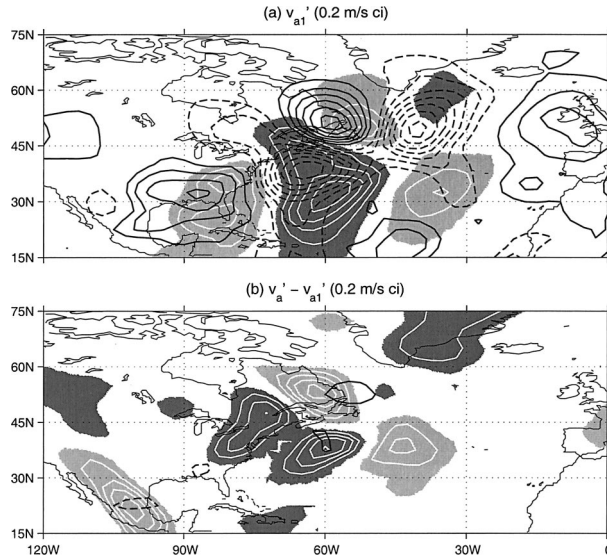 (a) v_a1' (0.2 m/s ci)
75N
60N
45N
30N
15N
(b) v_a' − v_a1' (0.2 m/s ci)
75N
60N
45N
30N
15N
120W 90W 60W 30W 0